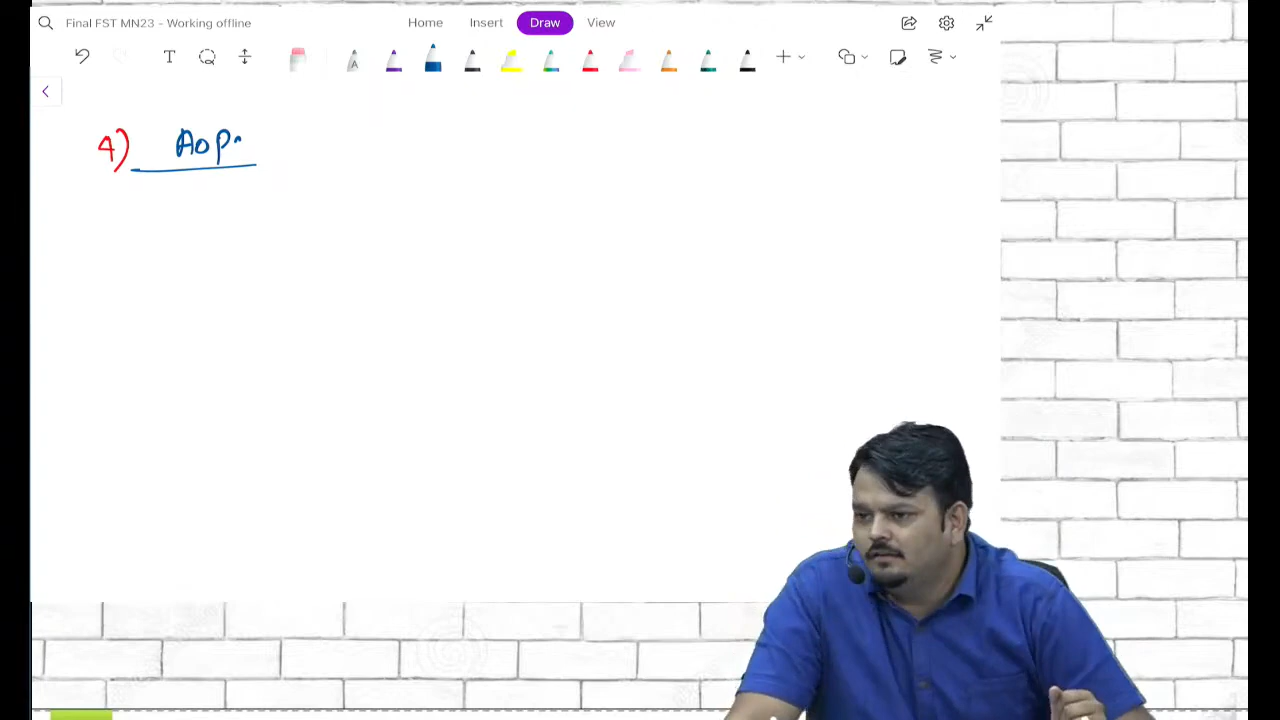 Final FST MN23 - Working offline
Home Insert Draw View
T
A
4) AoP.